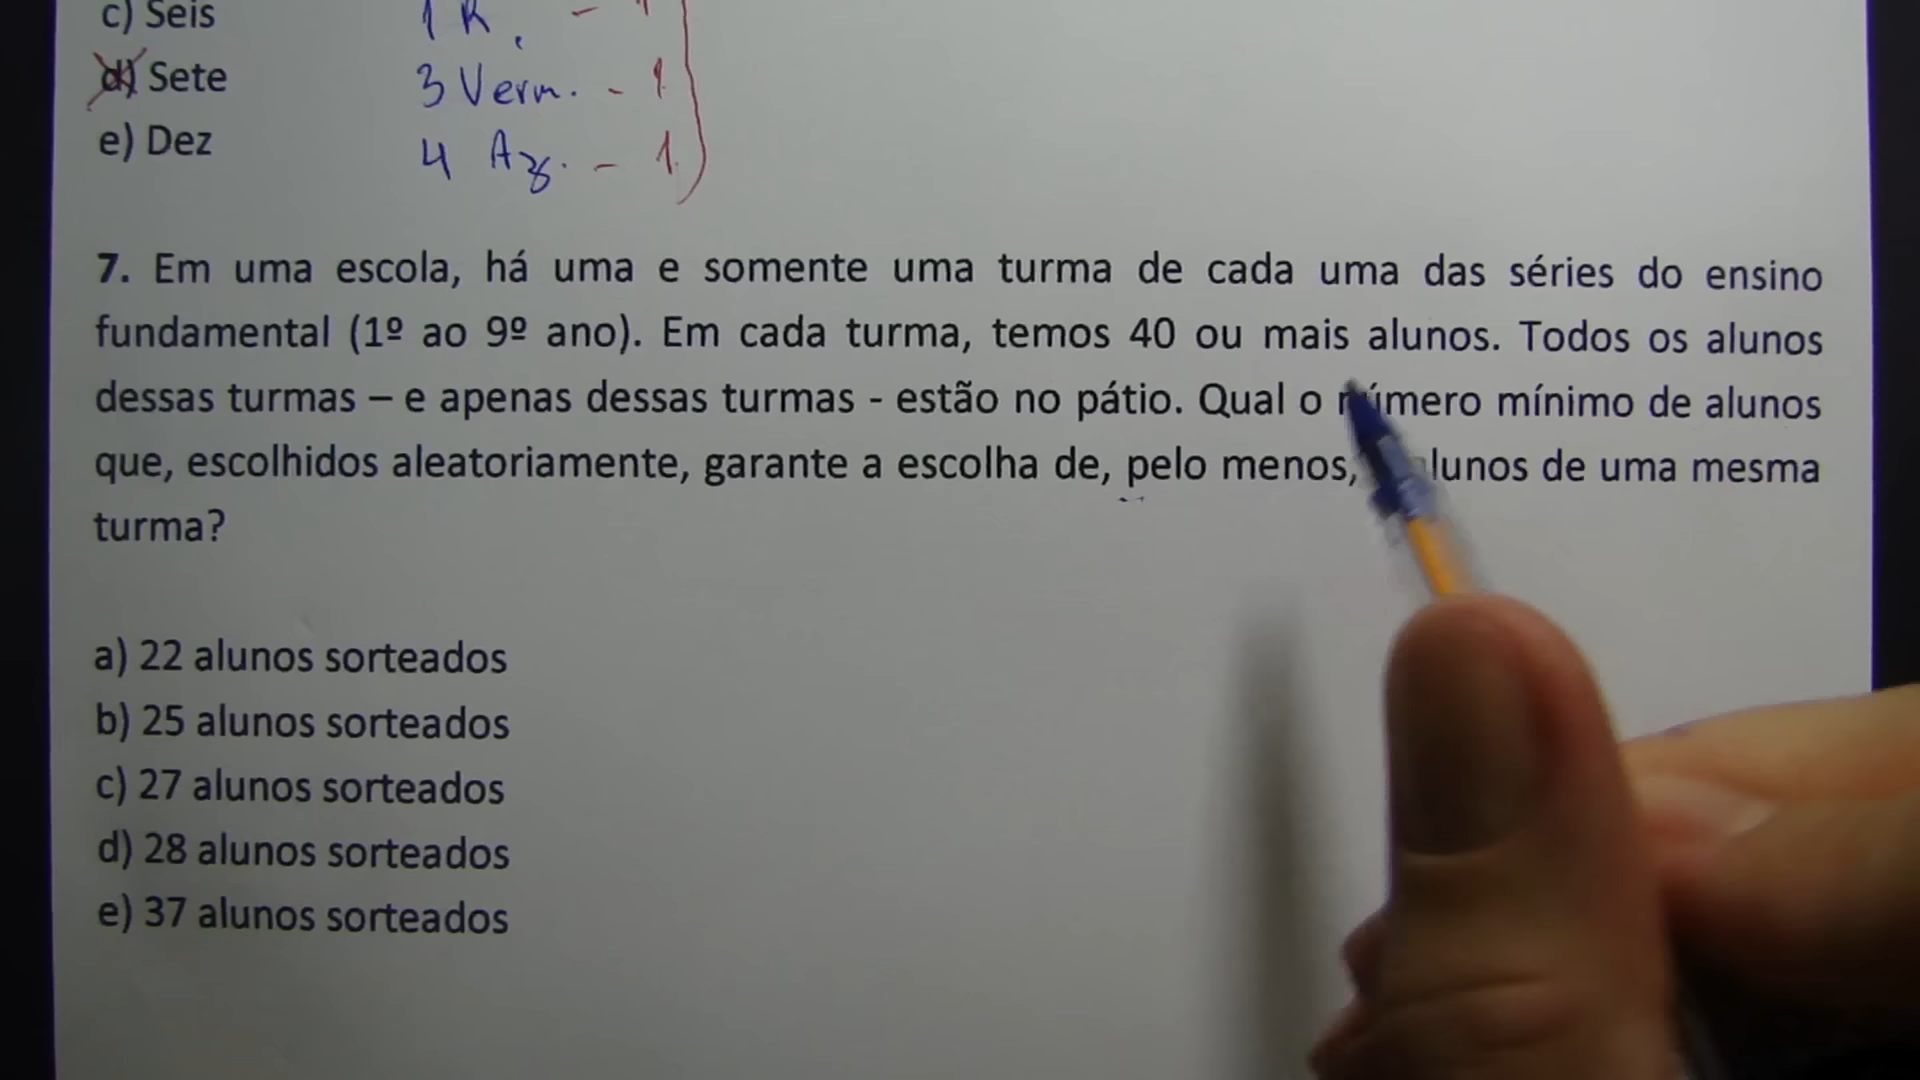 c) Seis
1 R. -
d) Sete
3 Verm. - 1
e) Dez
4 Az. - 1
7. Em uma escola, há uma e somente uma turma de cada uma das séries do ensino
fundamental (1º ao 9º ano). Em cada turma, temos 40 ou mais alunos. Todos os alunos
dessas turmas – e apenas dessas turmas - estão no pátio. Qual o número mínimo de alunos
que, escolhidos aleatoriamente, garante a escolha de, pelo menos, alunos de uma mesma
turma?
a) 22 alunos sorteados
b) 25 alunos sorteados
c) 27 alunos sorteados
d) 28 alunos sorteados
e) 37 alunos sorteados